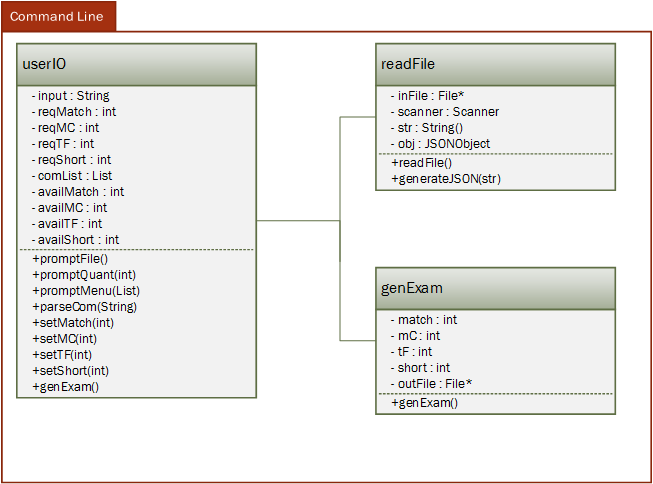 Command Line
userIO
- input : String
- reqMatch : int
- reqMC : int
- reqTF : int
- reqShort : int
- comList : List
- availMatch : int
- availMC : int
- availTF : int
- availShort : int
+promptFile()
+promptQuant(int)
+promptMenu(List)
+parseCom(String)
+setMatch(int)
+setMC(int)
+setTF(int)
+setShort(int)
+genExam()
readFile
- inFile : File*
- scanner : Scanner
- str : String()
- obj : JSONObject
+readFile()
+generateJSON(str)
genExam
- match : int
- mC : int
- tF : int
- short : int
- outFile : File*
+genExam()